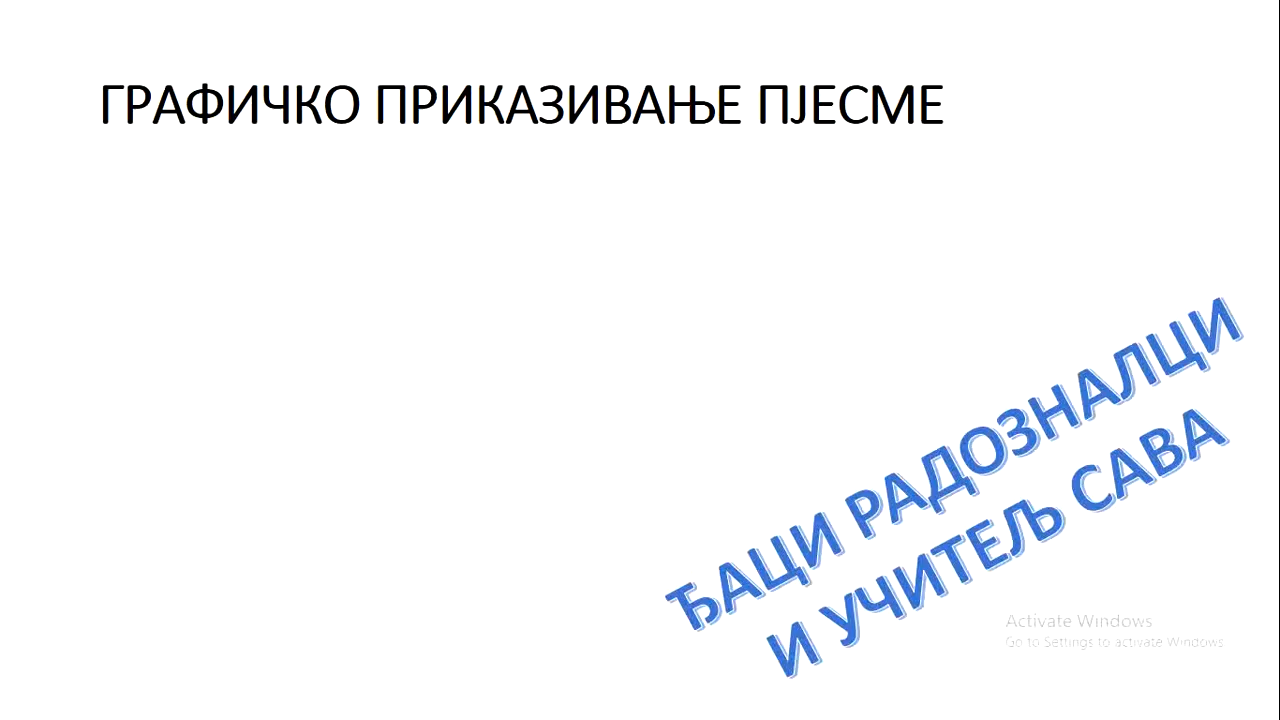 ГРАФИЧКО ПРИКАЗИВАЊЕ ПЈЕСМЕ
ЂАЦИ РАДОЗНАЛЦИ
И УЧИТЕЉ САВА
Activate Windows
Go to Settings to activate Windows